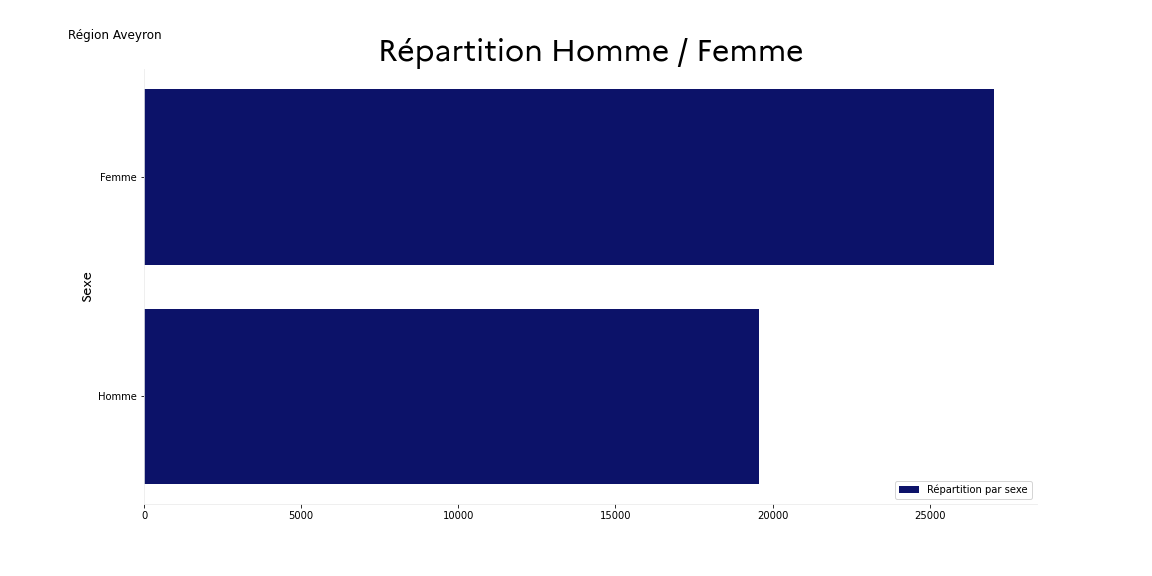 Région Aveyron
Répartition Homme / Femme
Femme
Sexe
Homme
Répartition par sexe
0 5000 10000 15000 20000 25000